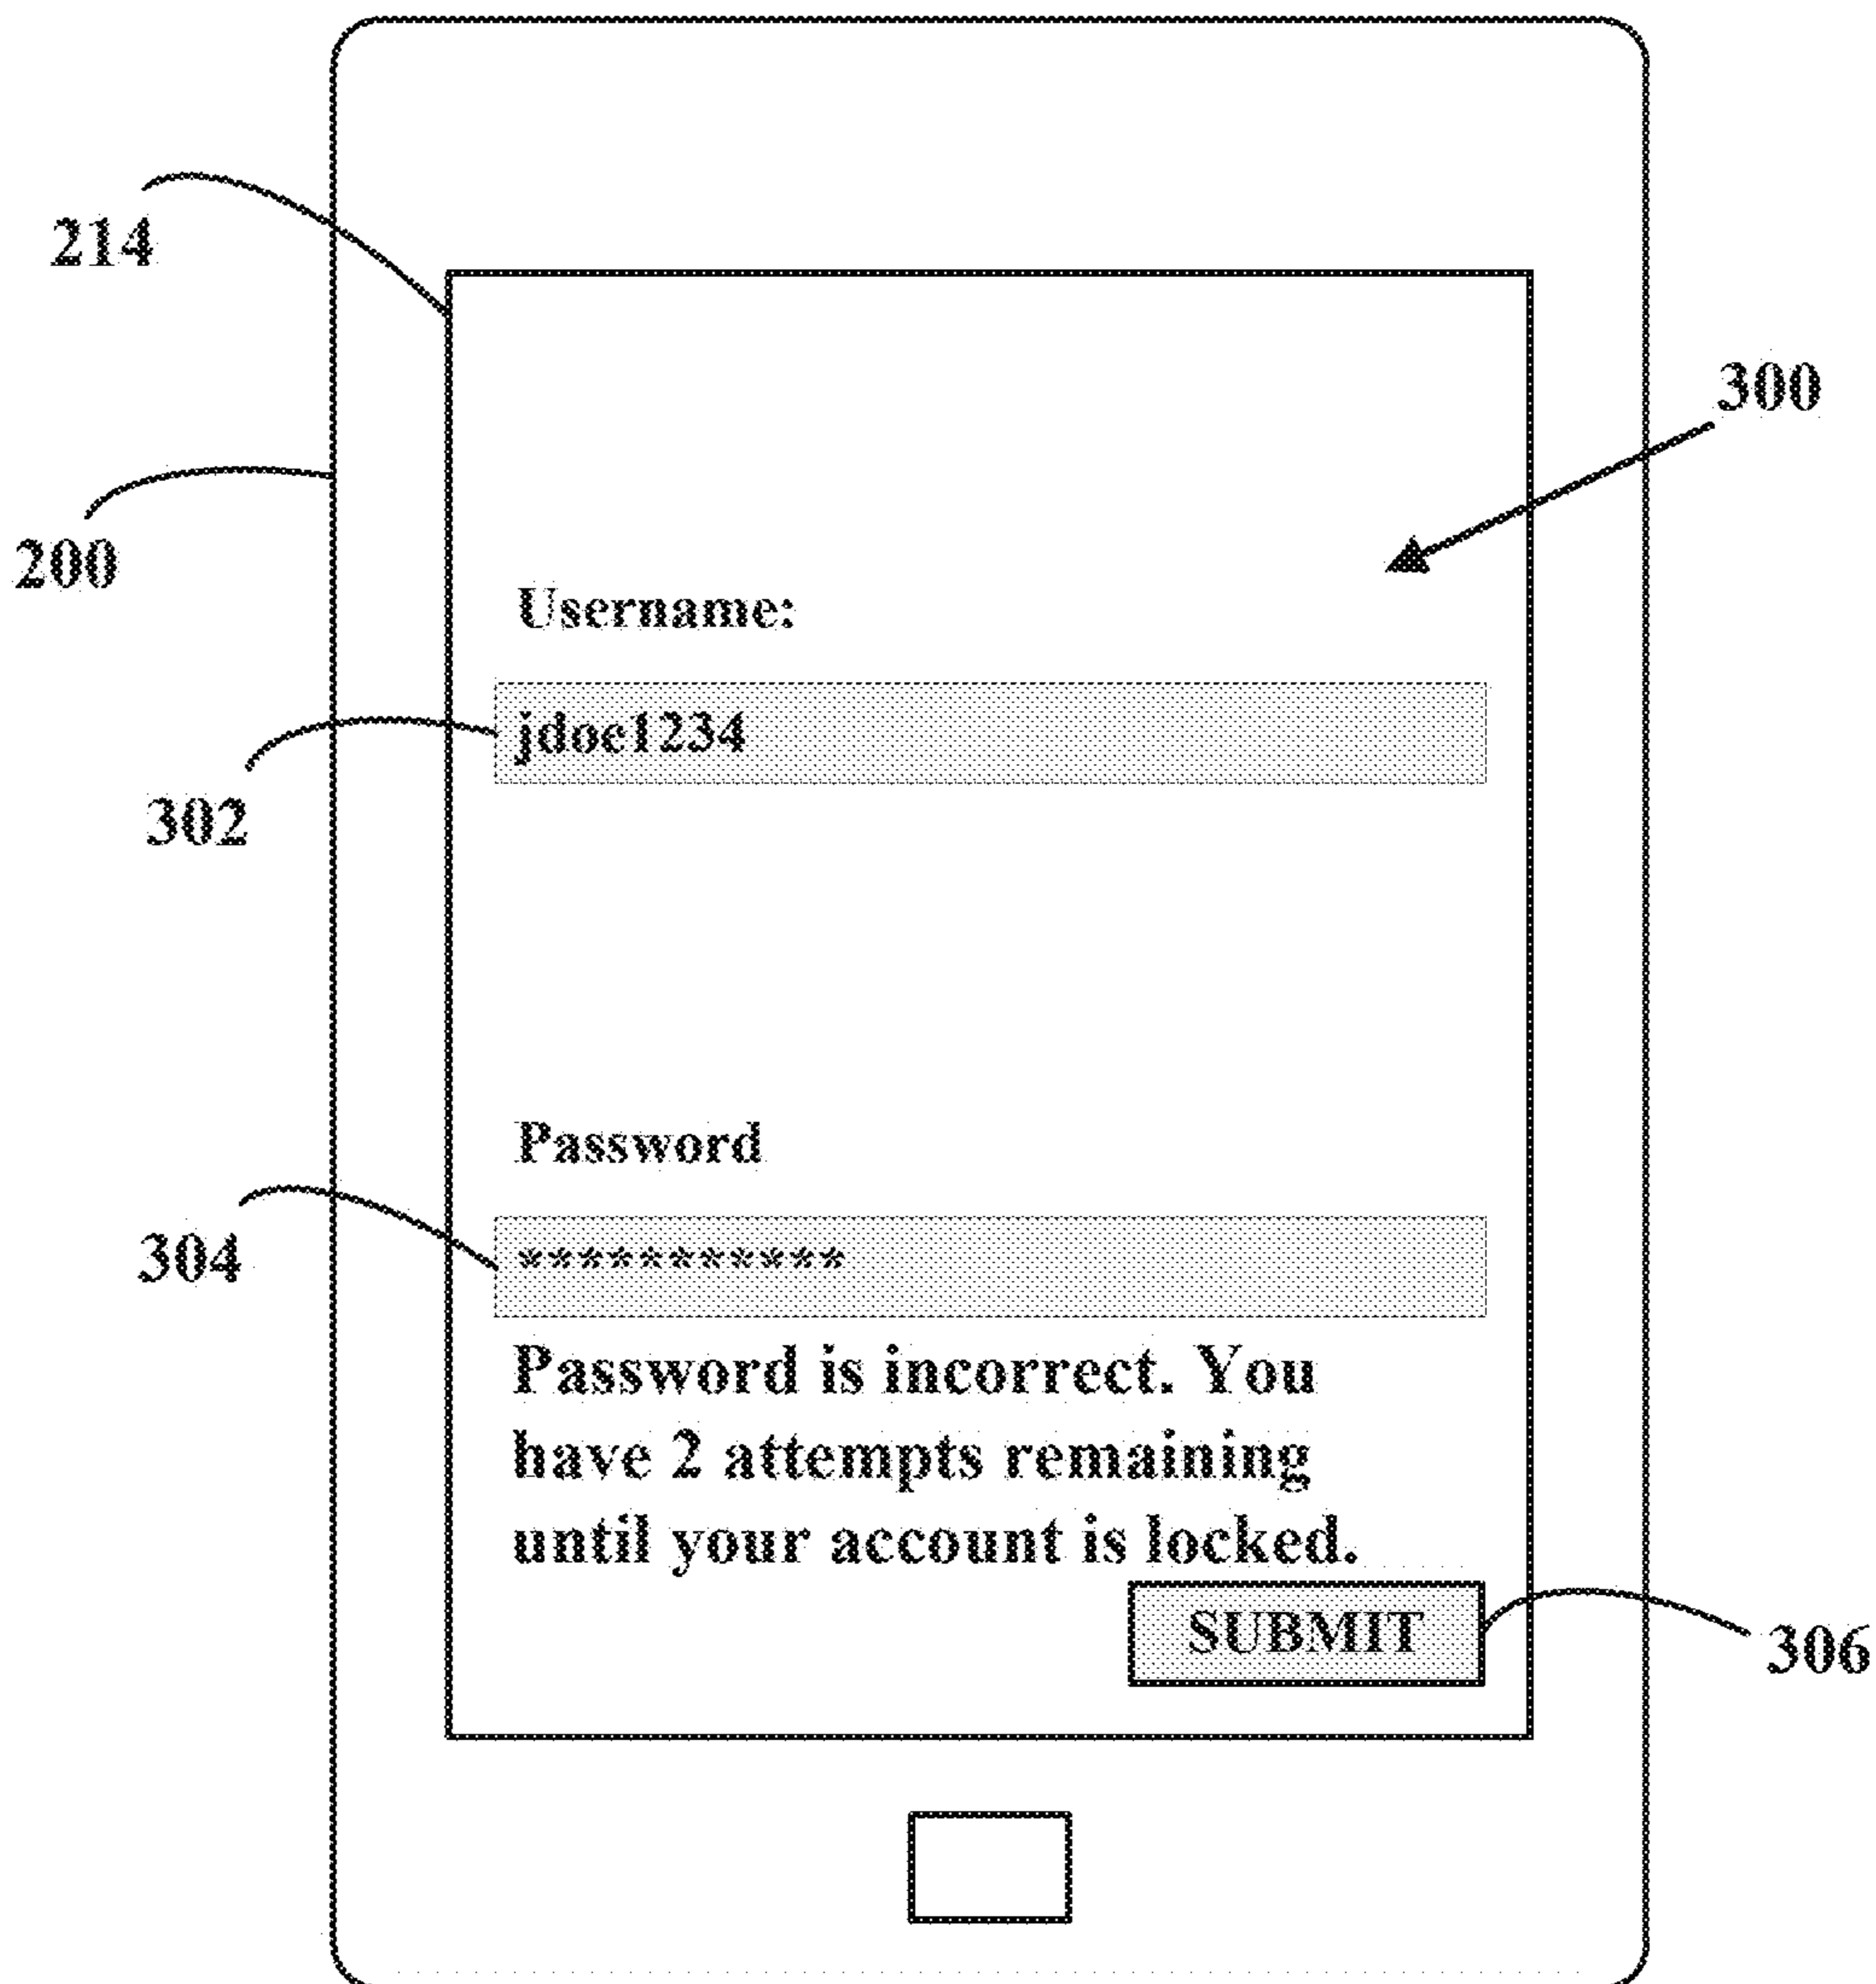 214
300
200
Username:
jdoe1234
302
Password
304
***********
Password is incorrect. You
have 2 attempts remaining
until your account is locked.
SUBMIT
306